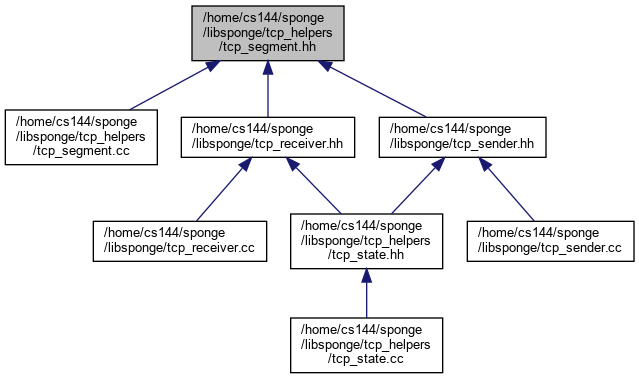 /home/cs144/sponge
/libsponge/tcp_helpers
/tcp_segment.hh
/home/cs144/sponge
/libsponge/tcp_helpers
/tcp_segment.cc
/home/cs144/sponge
/libsponge/tcp_receiver.hh
/home/cs144/sponge
/libsponge/tcp_sender.hh
/home/cs144/sponge
/libsponge/tcp_receiver.cc
/home/cs144/sponge
/libsponge/tcp_helpers
/tcp_state.hh
/home/cs144/sponge
/libsponge/tcp_sender.cc
/home/cs144/sponge
/libsponge/tcp_helpers
/tcp_state.cc